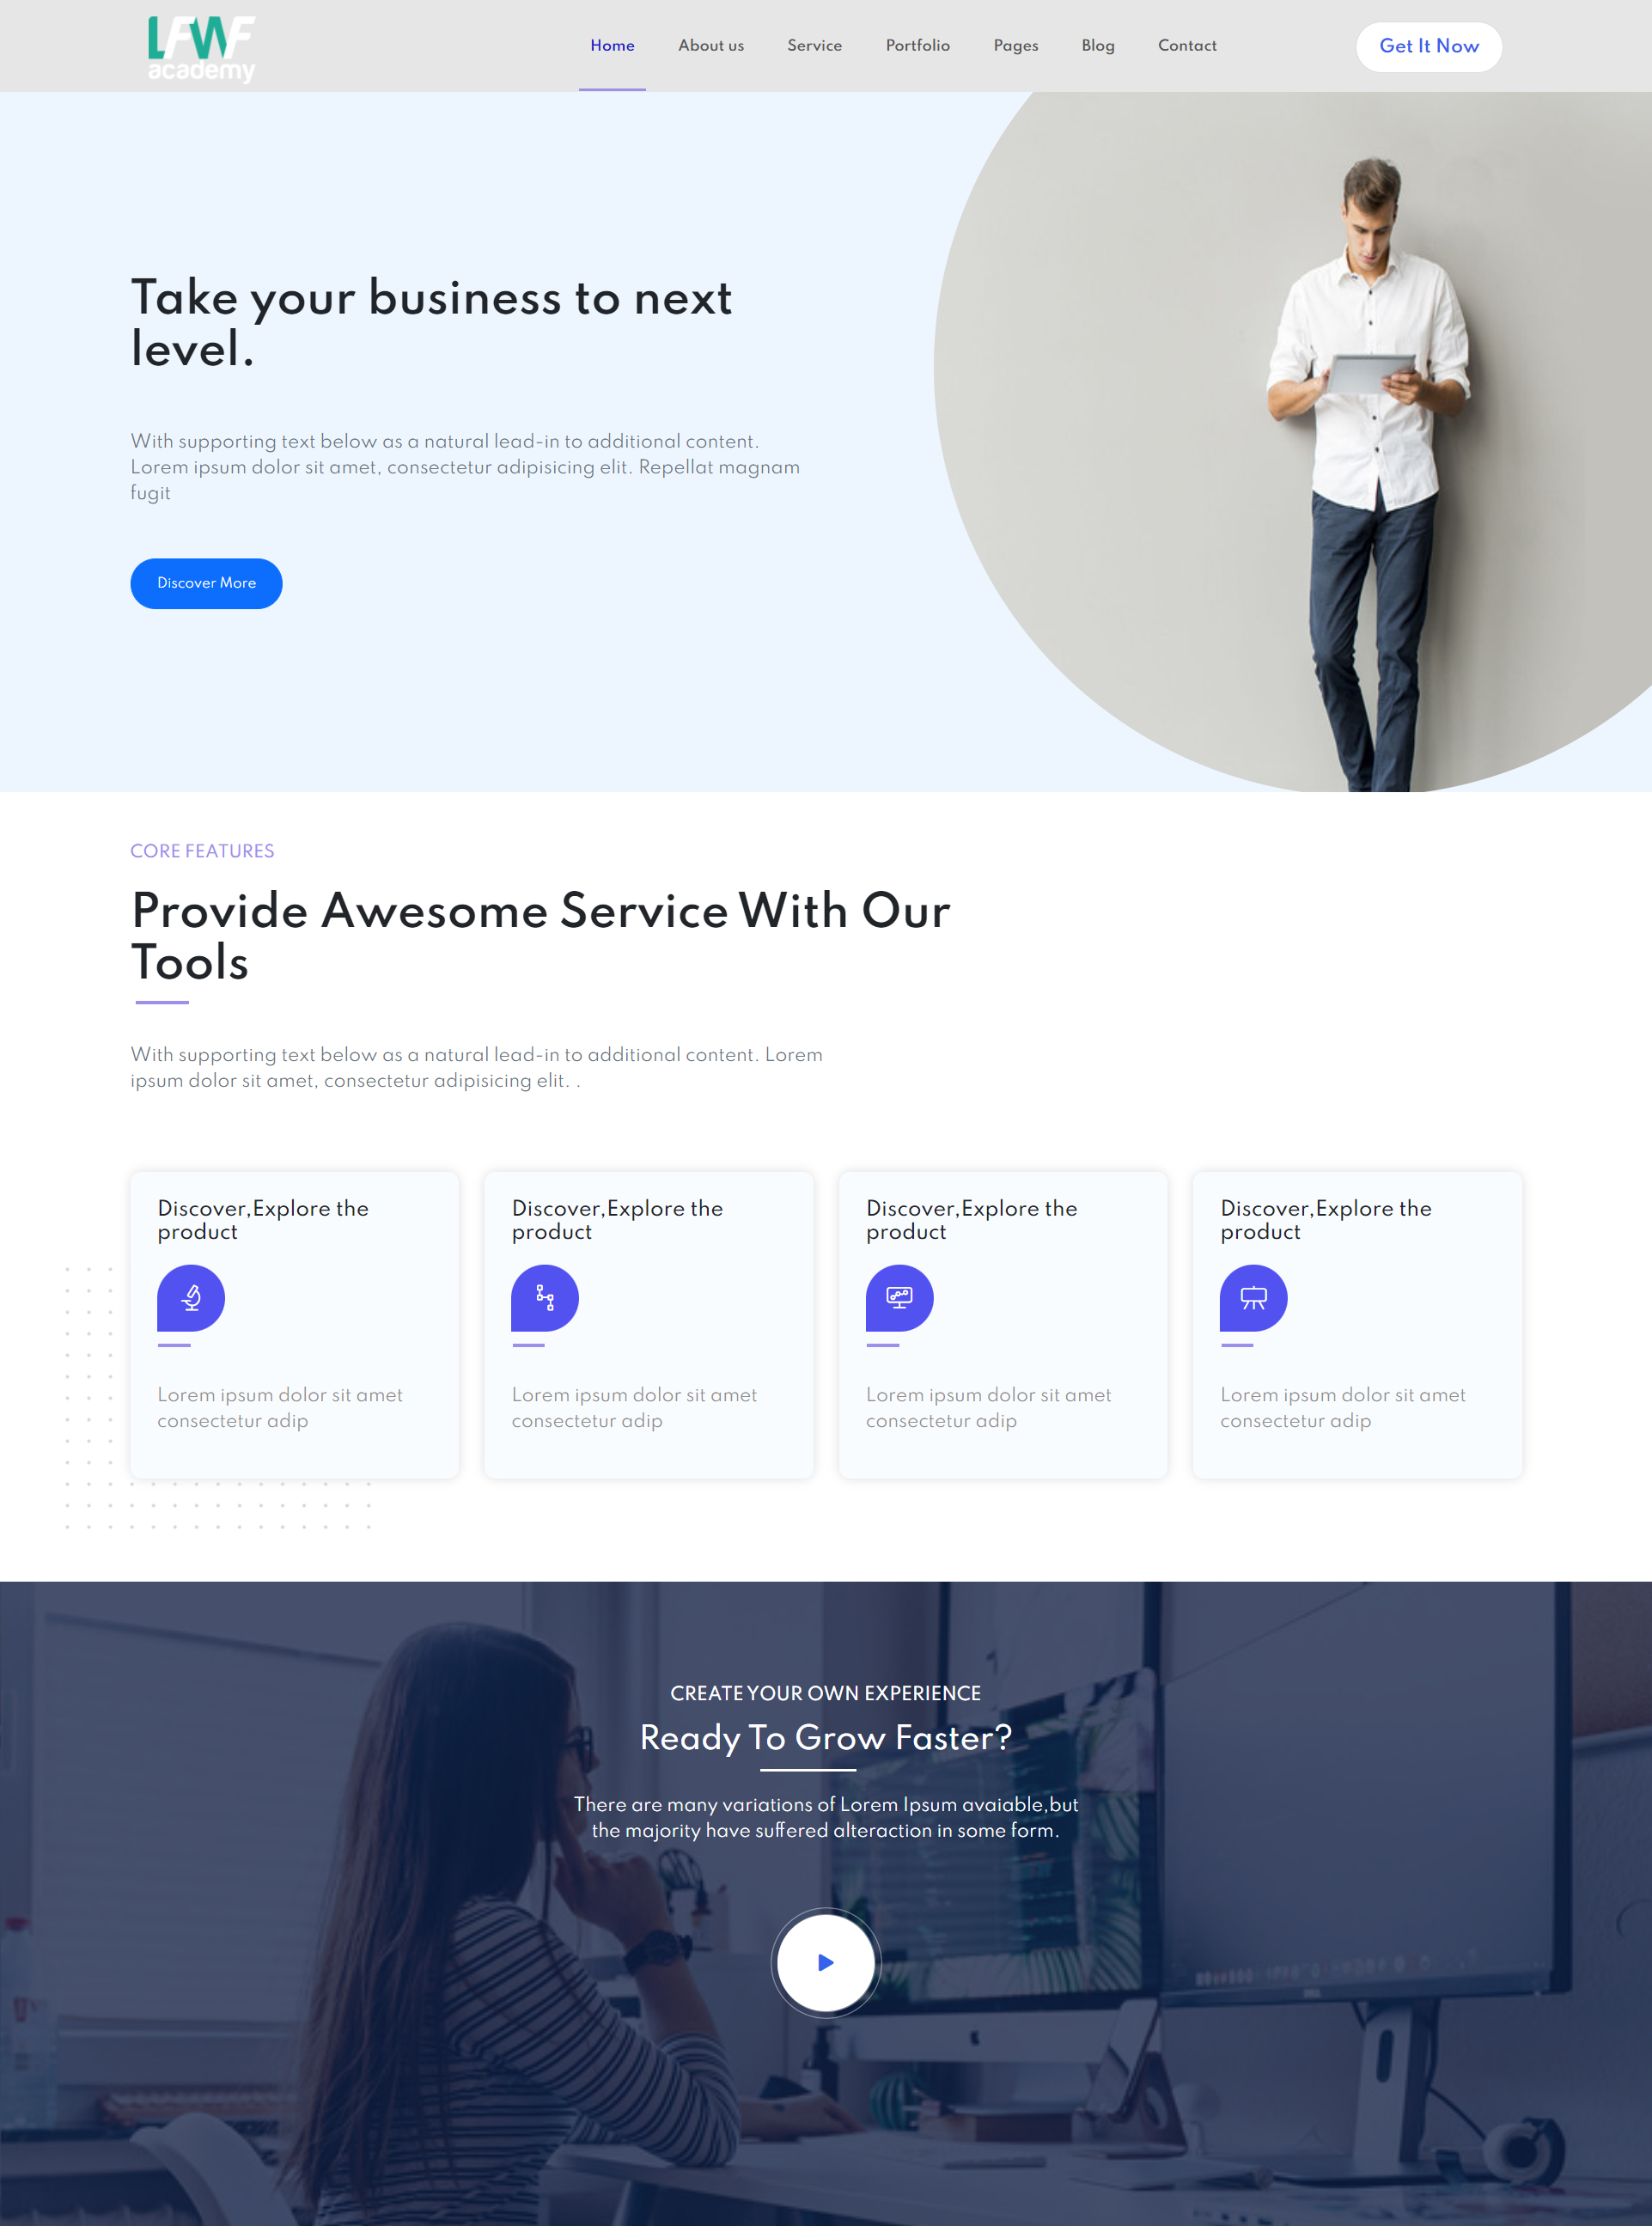 LFWF
academy
Home About us Service Portfolio Pages Blog Contact
Get It Now
Take your business to next
level.
With supporting text below as a natural lead-in to additional content.
Lorem ipsum dolor sit amet, consectetur adipisicing elit. Repellat magnam
fugit
Discover More
CORE FEATURES
Provide Awesome Service With Our
Tools
With supporting text below as a natural lead-in to additional content. Lorem
ipsum dolor sit amet, consectetur adipisicing elit. .
Discover,Explore the
product
Lorem ipsum dolor sit amet
consectetur adip
Discover,Explore the
product
Lorem ipsum dolor sit amet
consectetur adip
Discover,Explore the
product
Lorem ipsum dolor sit amet
consectetur adip
Discover,Explore the
product
Lorem ipsum dolor sit amet
consectetur adip
CREATE YOUR OWN EXPERIENCE
Ready To Grow Faster?
There are many variations of Lorem Ipsum avaiable,but
the majority have suffered alteraction in some form.
DELL